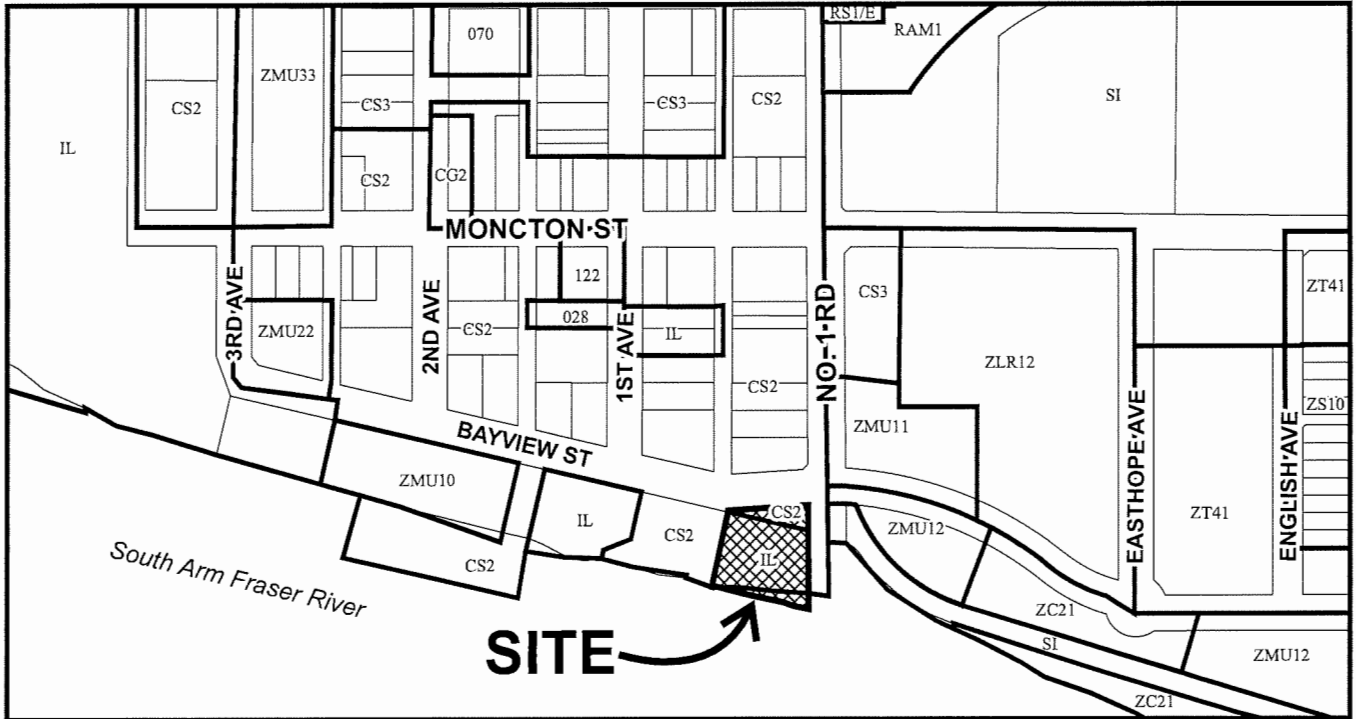 RS1/E
RAM1
070
ZMU33
CS2
CS3
CS3
CS2
SI
IL
CS2
CG2
MONCTON ST
122
028
ZMU22
3RD AVE
2ND AVE
CS2
1ST AVE
IL
CS2
NO. 1 RD
CS3
ZLR12
ZMU11
EASTHOPE AVE
ENGLISH AVE
ZT41
ZS10
ZT41
BAYVIEW ST
ZMU10
IL
CS2
CS2
CS2
IL
ZMU12
ZC21
SI
ZMU12
ZC21
South Arm Fraser River
SITE